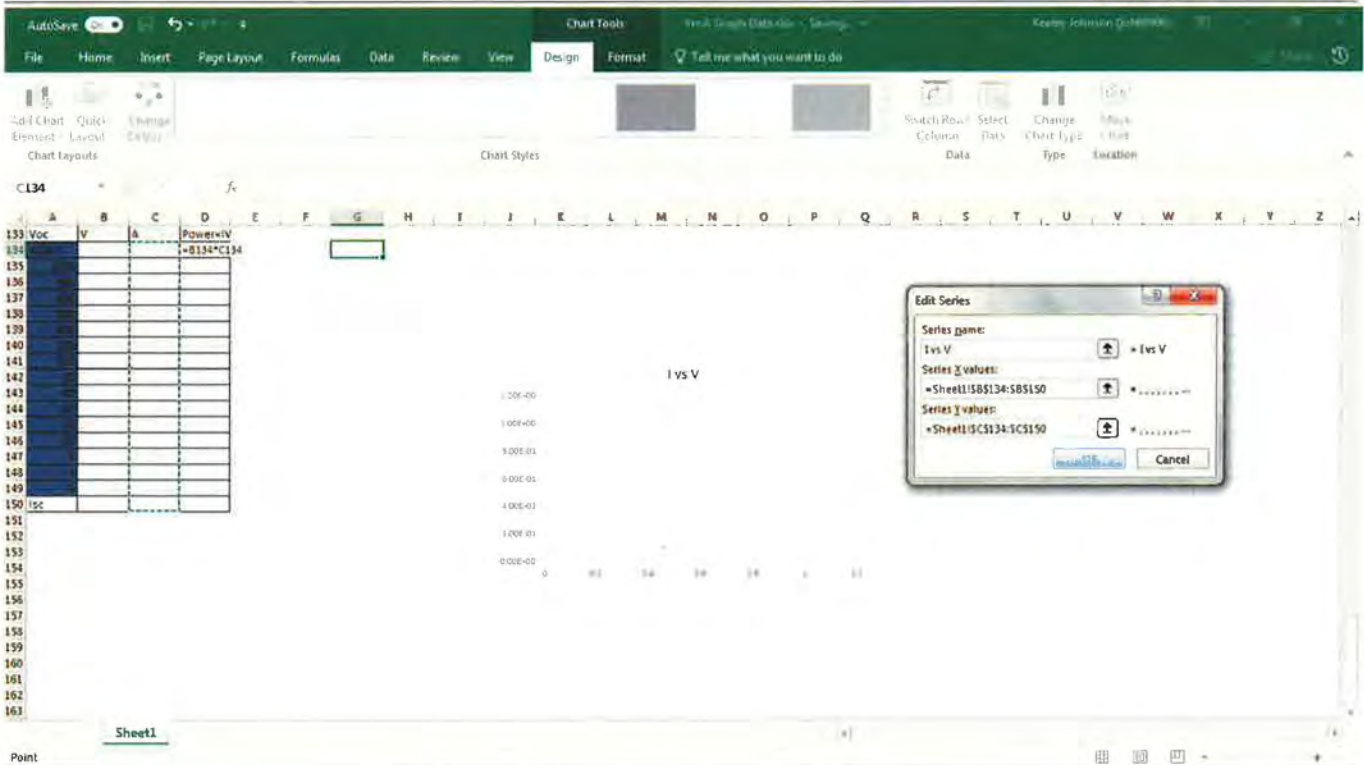 AutoSave On
Chart Tools
File Home Insert Page Layout Formulas Data Review View Design Format Tell me what you want to do
Add Chart Element
Quick Layout
Change
Switch Row/ Column
Select Data
Change Chart Type
Chart Layouts
Chart Styles
Data
Type
Location
C134
fx
A B C D E F G H I J K L M N O P Q R S T U V W X Y Z
133 Voc V A Power=IV
134 =B134*C134
135
136
137
138
139
140
141
142
143
144
145
146
147
148
149
150 Isc
151
152
153
154
155
156
157
158
159
160
161
162
163
I vs V
0
Edit Series
Series name:
I vs V = I vs V
Series X values:
=Sheet1!$B$134:$B$150
Series Y values:
=Sheet1!$C$134:$C$150
Cancel
Sheet1
Point